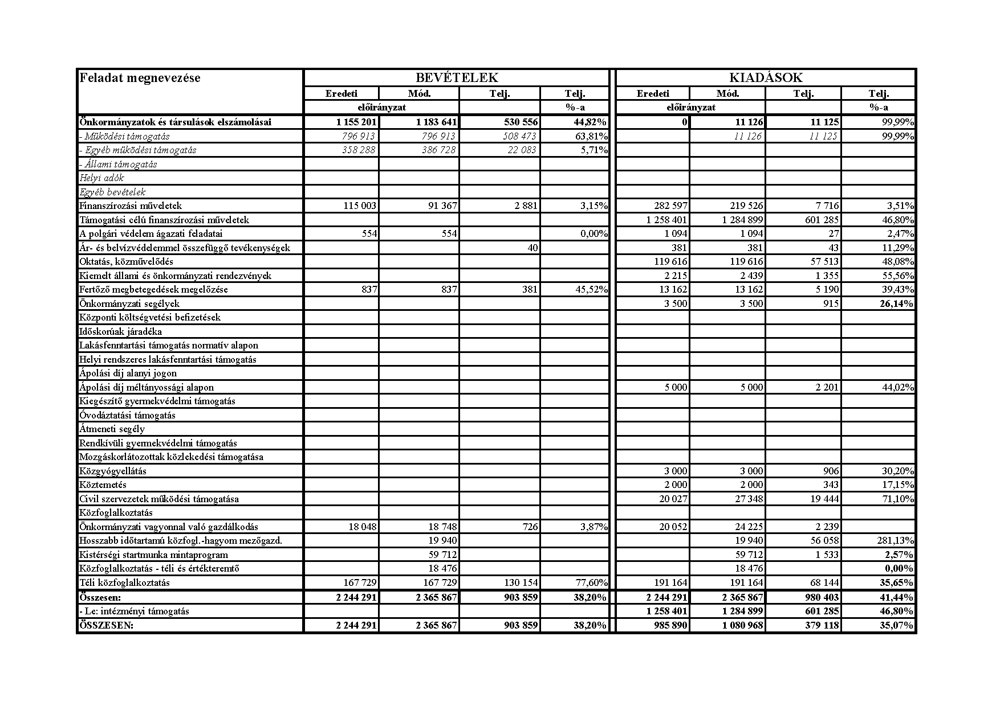 Feladat megnevezése BEVÉTELEK KIADÁSOK
Eredeti Mód. Telj. Telj. Eredeti Mód. Telj. Telj.
előirányzat %-a előirányzat %-a
Önkormányzatok és társulások elszámolásai 1 155 201 1 183 641 530 556 44,82% 0 11 126 11 125 99,99%
- Működési támogatás 796 913 796 913 508 473 63,81% 11 126 11 125 99,99%
- Egyéb működési támogatás 358 288 386 728 22 083 5,71%
- Állami támogatás
Helyi adók
Egyéb bevételek
Finanszírozási műveletek 115 003 91 367 2 881 3,15% 282 597 219 526 7 716 3,51%
Támogatási célú finanszírozási műveletek 1 258 401 1 284 899 601 285 46,80%
A polgári védelem ágazati feladatai 554 554 0,00% 1 094 1 094 27 2,47%
Ár- és belvízvédelemmel összefüggő tevékenységek 40 381 381 43 11,29%
Oktatás, közművelődés 119 616 119 616 57 513 48,08%
Kiemelt állami és önkormányzati rendezvények 2 215 2 439 1 355 55,56%
Fertőző megbetegedések megelőzése 837 837 381 45,52% 13 162 13 162 5 190 39,43%
Önkormányzati segélyek 3 500 3 500 915 26,14%
Központi költségvetési befizetések
Időskorúak járadéka
Lakásfenntartási támogatás normatív alapon
Helyi rendszeres lakásfenntartási támogatás
Ápolási díj alanyi jogon
Ápolási díj méltányossági alapon 5 000 5 000 2 201 44,02%
Kiegészítő gyermekvédelmi támogatás
Óvodáztatási támogatás
Átmeneti segély
Rendkívüli gyermekvédelmi támogatás
Mozgáskorlátozottak közlekedési támogatása
Közgyógyellátás 3 000 3 000 906 30,20%
Köztemetés 2 000 2 000 343 17,15%
Civil szervezetek működési támogatása 20 027 27 348 19 444 71,10%
Közfoglalkoztatás
Önkormányzati vagyonnal való gazdálkodás 18 048 18 748 726 3,87% 20 052 24 225 2 239
Hosszabb időtartamú közfogl.-hagyom mezőgazd. 19 940 19 940 56 058 281,13%
Kistérségi startmunka mintaprogram 59 712 59 712 1 533 2,57%
Közfoglalkoztatás - téli és értékteremtő 18 476 18 476 0,00%
Téli közfoglalkoztatás 167 729 167 729 130 154 77,60% 191 164 191 164 68 144 35,65%
Összesen: 2 244 291 2 365 867 903 859 38,20% 2 244 291 2 365 867 980 403 41,44%
- Le: intézményi támogatás 1 258 401 1 284 899 601 285 46,80%
ÖSSZESEN: 2 244 291 2 365 867 903 859 38,20% 985 890 1 080 968 379 118 35,07%